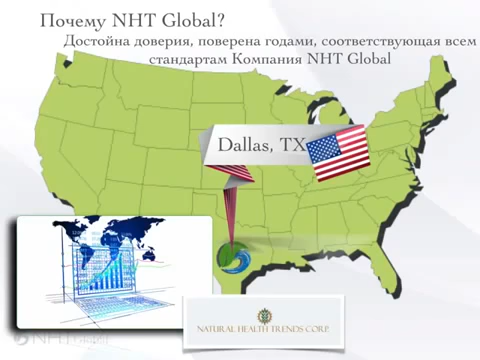 Почему NHT Global?
Достойна доверия, поверена годами, соответствующая всем
стандартам Компания NHT Global
Dallas, TX
NATURAL HEALTH TRENDS CORP.
NHT Global